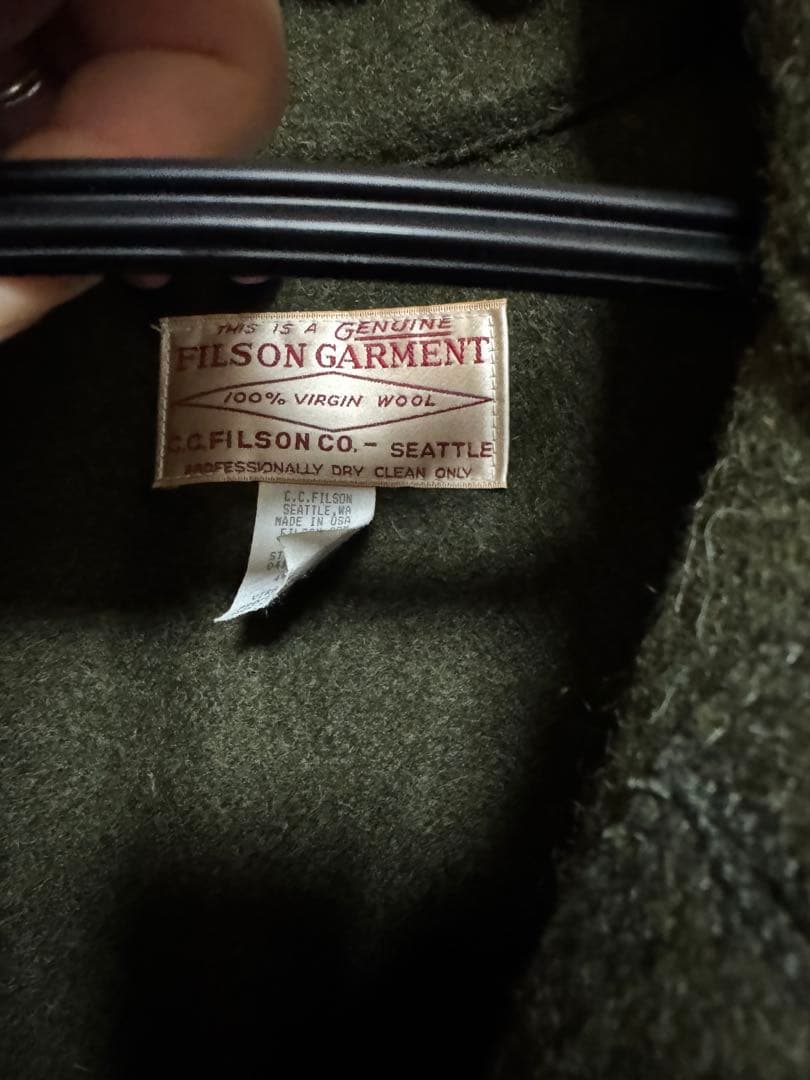 THIS IS A GENUINE
FILSON GARMENT
100% VIRGIN WOOL
C.C.FILSON CO. - SEATTLE
PROFESSIONALLY DRY CLEAN ONLY
C.C.FILSON
SEATTLE,WA
MADE IN USA